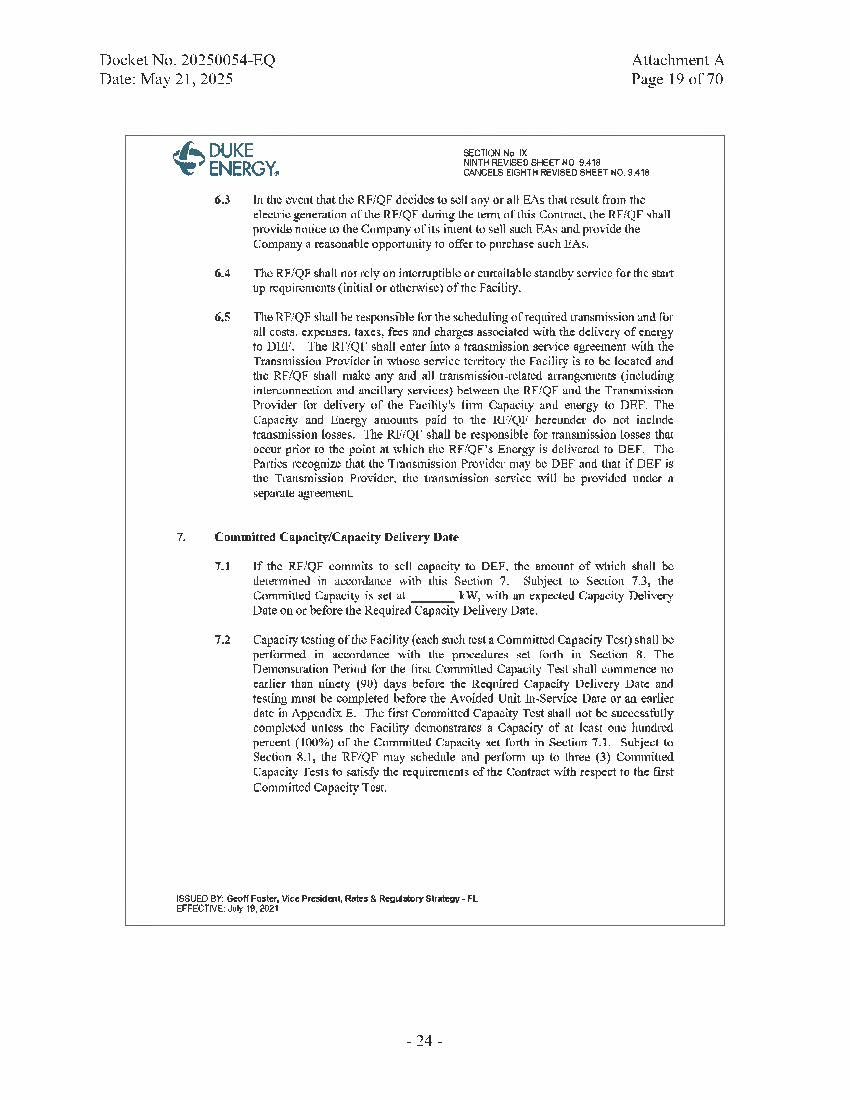 Docket No. 20250054-EQ
Attachment A
Date: May 21, 2025
Page 19 of 70
DUKE
ENERGY®
SECTION No. IX
NINTH REVISED SHEET NO. 9.418
CANCELS EIGHTH REVISED SHEET NO. 9.418
6.3 In the event that the RF/QF decides to sell any or all EAs that result from the
electric generation of the RF/QF during the term of this Contract, the RF/QF shall
provide notice to the Company of its intent to sell such EAs and provide the
Company a reasonable opportunity to offer to purchase such EAs.
6.4 The RF/QF shall not rely on interruptible or curtailable standby service for the start
up requirements (initial or otherwise) of the Facility.
6.5 The RF/QF shall be responsible for the scheduling of required transmission and for
all costs, expenses, taxes, fees and charges associated with the delivery of energy
to DEF. The RF/QF shall enter into a transmission service agreement with the
Transmission Provider in whose service territory the Facility is to be located and
the RF/QF shall make any and all transmission-related arrangements (including
interconnection and ancillary services) between the RF/QF and the Transmission
Provider for delivery of the Facility's firm Capacity and energy to DEF. The
Capacity and Energy amounts paid to the RF/QF hereunder do not include
transmission losses. The RF/QF shall be responsible for transmission losses that
occur prior to the point at which the RF/QF's Energy is delivered to DEF. The
Parties recognize that the Transmission Provider may be DEF and that if DEF is
the Transmission Provider, the transmission service will be provided under a
separate agreement.
7. Committed Capacity/Capacity Delivery Date
7.1 If the RF/QF commits to sell capacity to DEF, the amount of which shall be
determined in accordance with this Section 7. Subject to Section 7.3, the
Committed Capacity is set at _______ kW, with an expected Capacity Delivery
Date on or before the Required Capacity Delivery Date.
7.2 Capacity testing of the Facility (each such test a Committed Capacity Test) shall be
performed in accordance with the procedures set forth in Section 8. The
Demonstration Period for the first Committed Capacity Test shall commence no
earlier than ninety (90) days before the Required Capacity Delivery Date and
testing must be completed before the Avoided Unit In-Service Date or an earlier
date in Appendix E. The first Committed Capacity Test shall not be successfully
completed unless the Facility demonstrates a Capacity of at least one hundred
percent (100%) of the Committed Capacity set forth in Section 7.1. Subject to
Section 8.1, the RF/QF may schedule and perform up to three (3) Committed
Capacity Tests to satisfy the requirements of the Contract with respect to the first
Committed Capacity Test.
ISSUED BY: Geoff Foster, Vice President, Rates & Regulatory Strategy - FL
EFFECTIVE: July 19, 2021
- 24 -